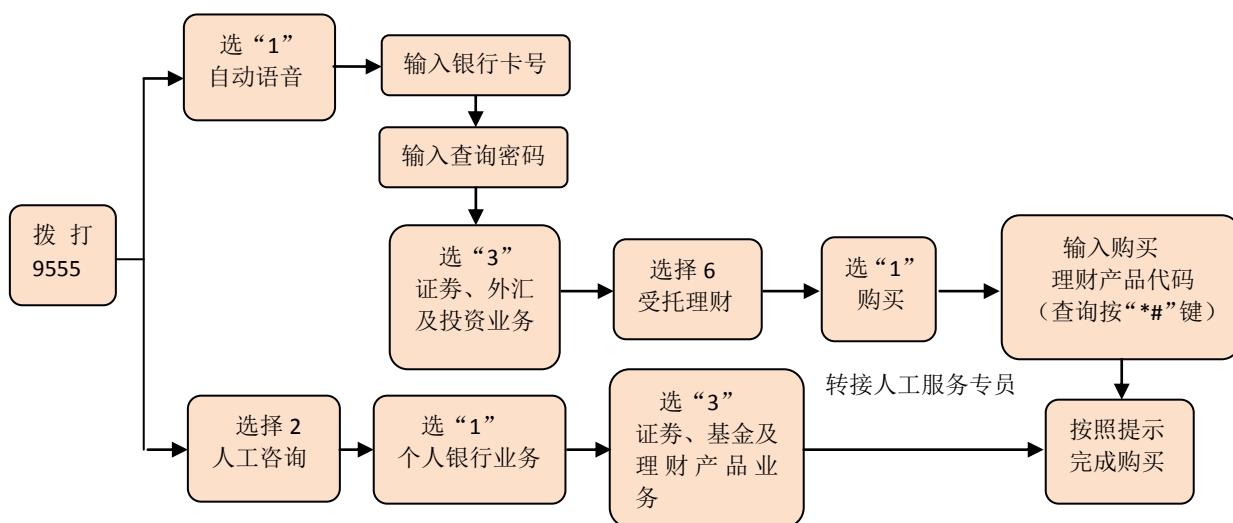 选“1”
自动语音
输入银行卡号
输入查询密码
拨 打
9555
选“3”
证券、外汇
及投资业务
选择 6
受托理财
选“1”
购买
输入购买
理财产品代码
（查询按“*#”键）
转接人工服务专员
选择 2
人工咨询
选“1”
个人银行业务
选“3”
证券、基金及
理 财 产 品 业
务
按照提示
完成购买